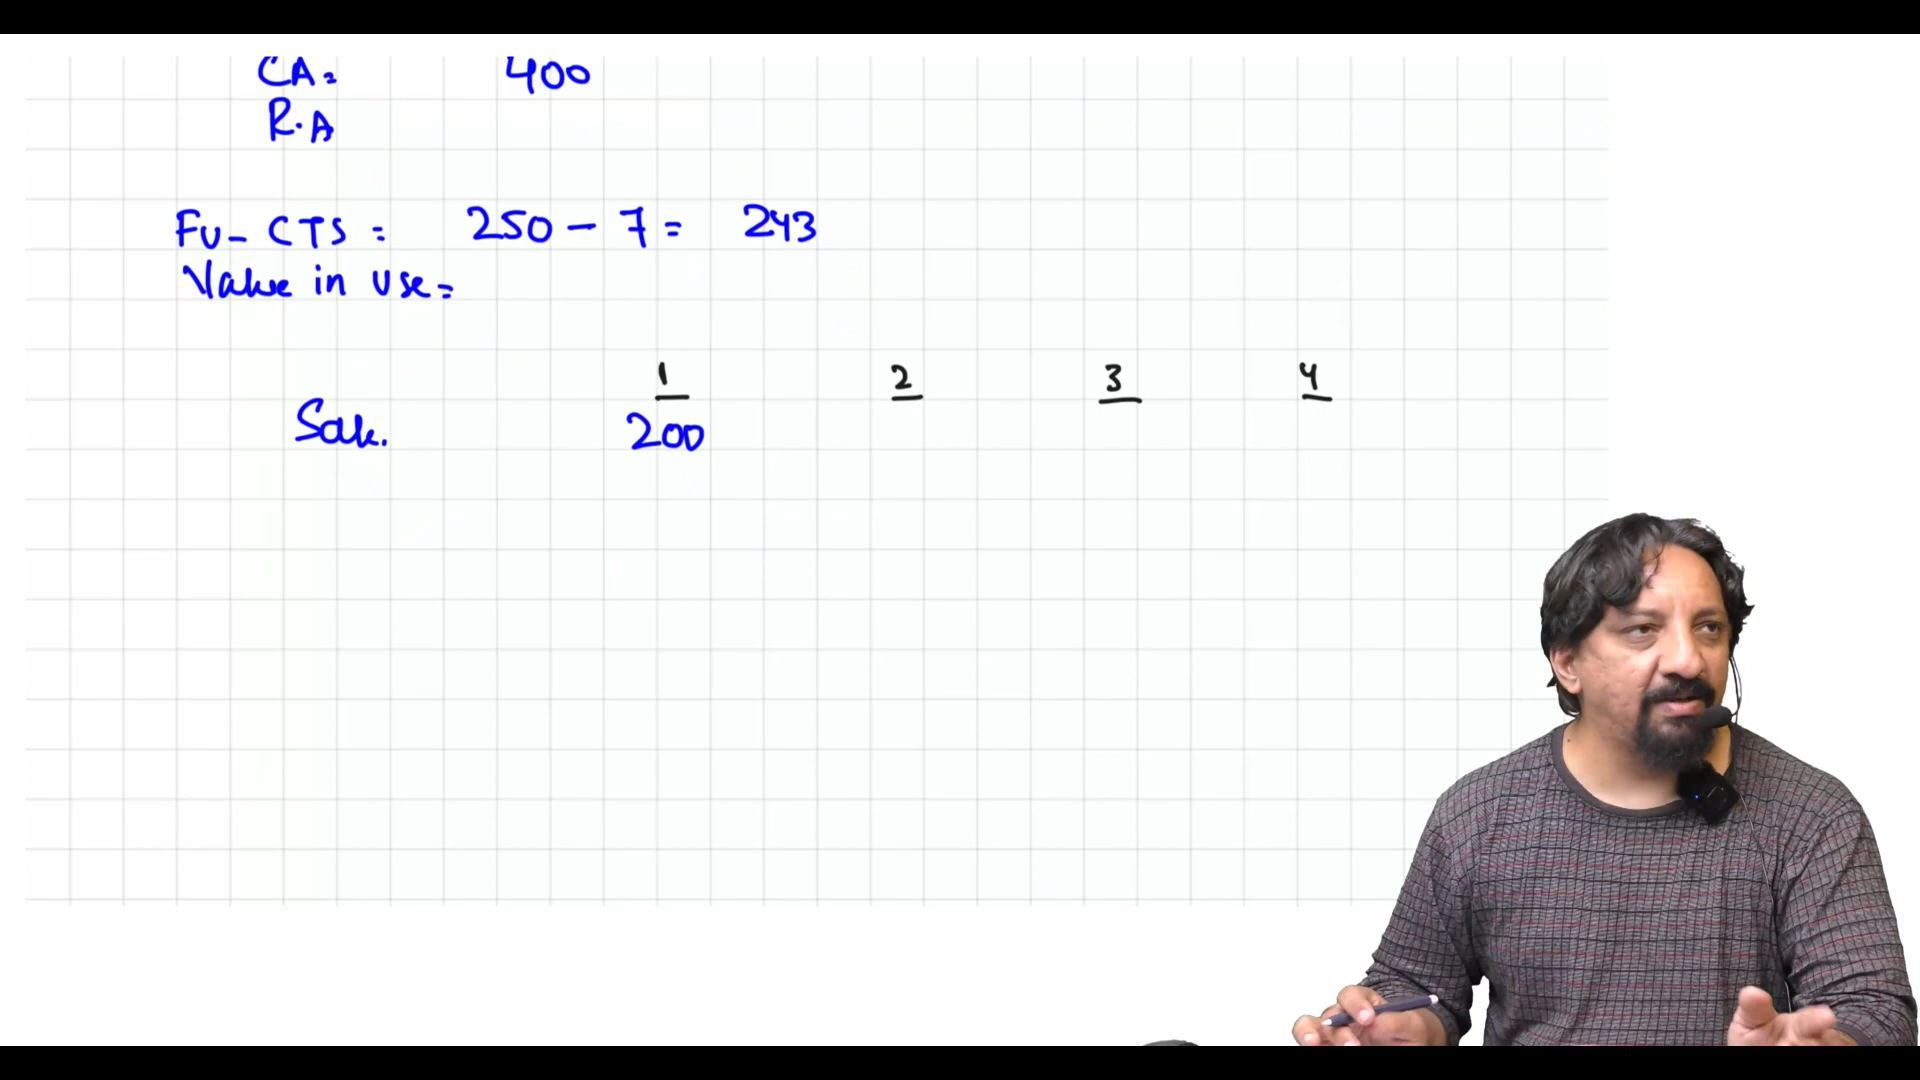 CA = 400
R.A
FV - CTS = 250 - 7 = 243
Value in use =
1 2 3 4
Sale. 200